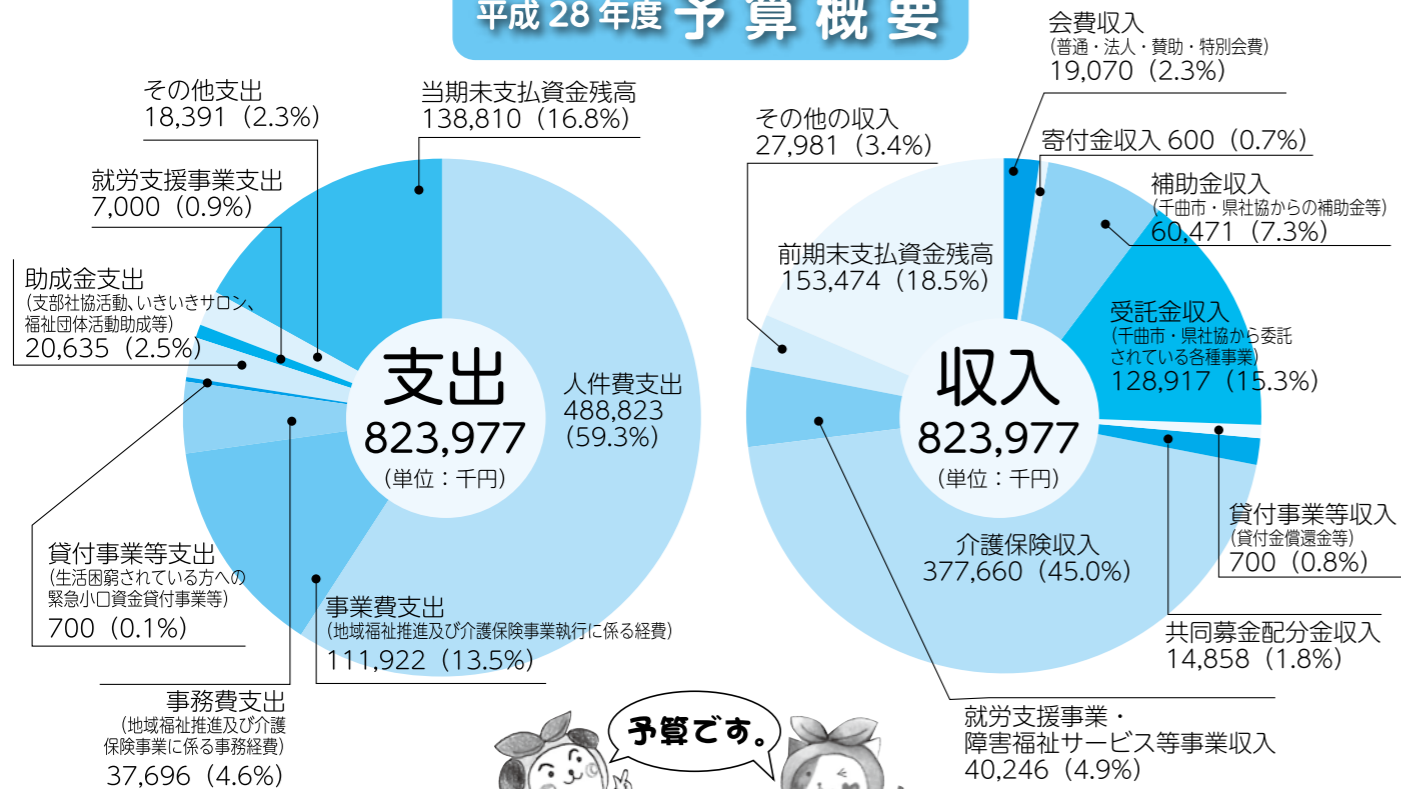 平成 28 年度 予算概要
その他支出
18,391（2.3%）
当期末支払資金残高
138,810（16.8%）
就労支援事業支出
7,000（0.9%）
助成金支出
（支部社協活動、いきいきサロン、
福祉団体活動助成等）
20,635（2.5%）
支出
823,977
（単位：千円）
人件費支出
488,823
(59.3%)
貸付事業等支出
（生活困窮されている方への
緊急小口資金貸付事業等）
700（0.1%）
事業費支出
（地域福祉推進及び介護保険事業執行に係る経費）
111,922（13.5%）
事務費支出
（地域福祉推進及び介護
保険事業に係る事務経費）
37,696（4.6%）
会費収入
（普通・法人・賛助・特別会費）
19,070（2.3%）
その他の収入
27,981（3.4%）
寄付金収入 600（0.7%）
補助金収入
（千曲市・県社協からの補助金等）
60,471（7.3%）
前期末支払資金残高
153,474（18.5%）
受託金収入
（千曲市・県社協から委託
されている各種事業）
128,917（15.3%）
収入
823,977
（単位：千円）
貸付事業等収入
（貸付金償還金等）
700（0.8%）
介護保険収入
377,660（45.0%）
共同募金配分金収入
14,858（1.8%）
就労支援事業・
障害福祉サービス等事業収入
40,246（4.9%）
予算です。